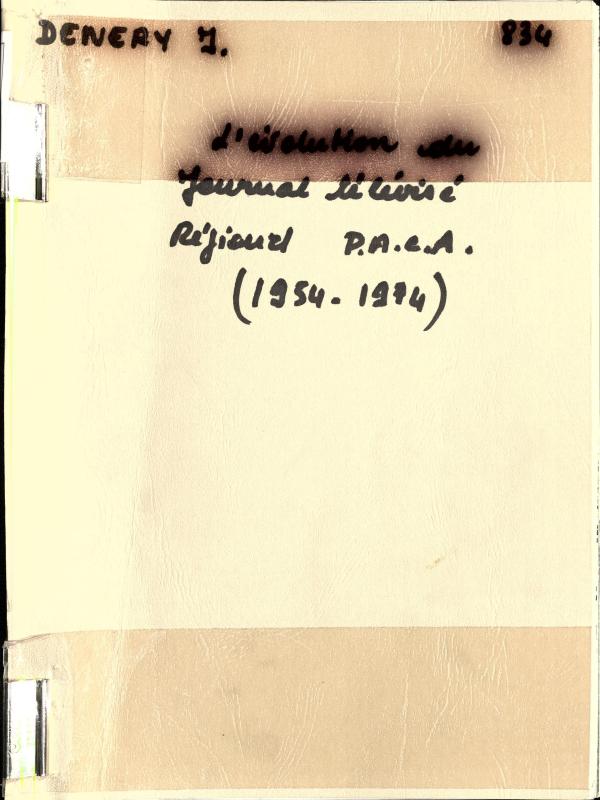 DENERY J. 834
L'évolution du
Journal télévisé
Régional P.A.C.A.
(1954-1974)